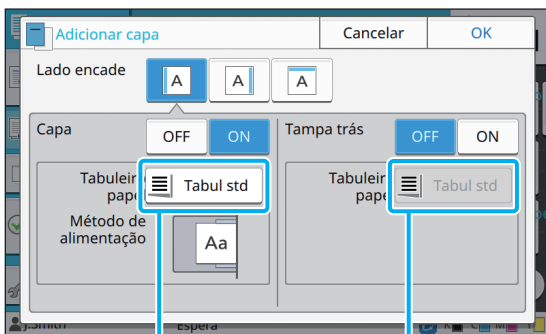 Adicionar capa
Cancelar
OK
Lado encade
A
A
A
Capa
OFF
ON
Tampa trás
OFF
ON
Tabuleir
pape
Tabul std
Método de
alimentação
Aa
Tabuleir
pape
Tabul std
J.Smith
Espera
K
C
M
Y